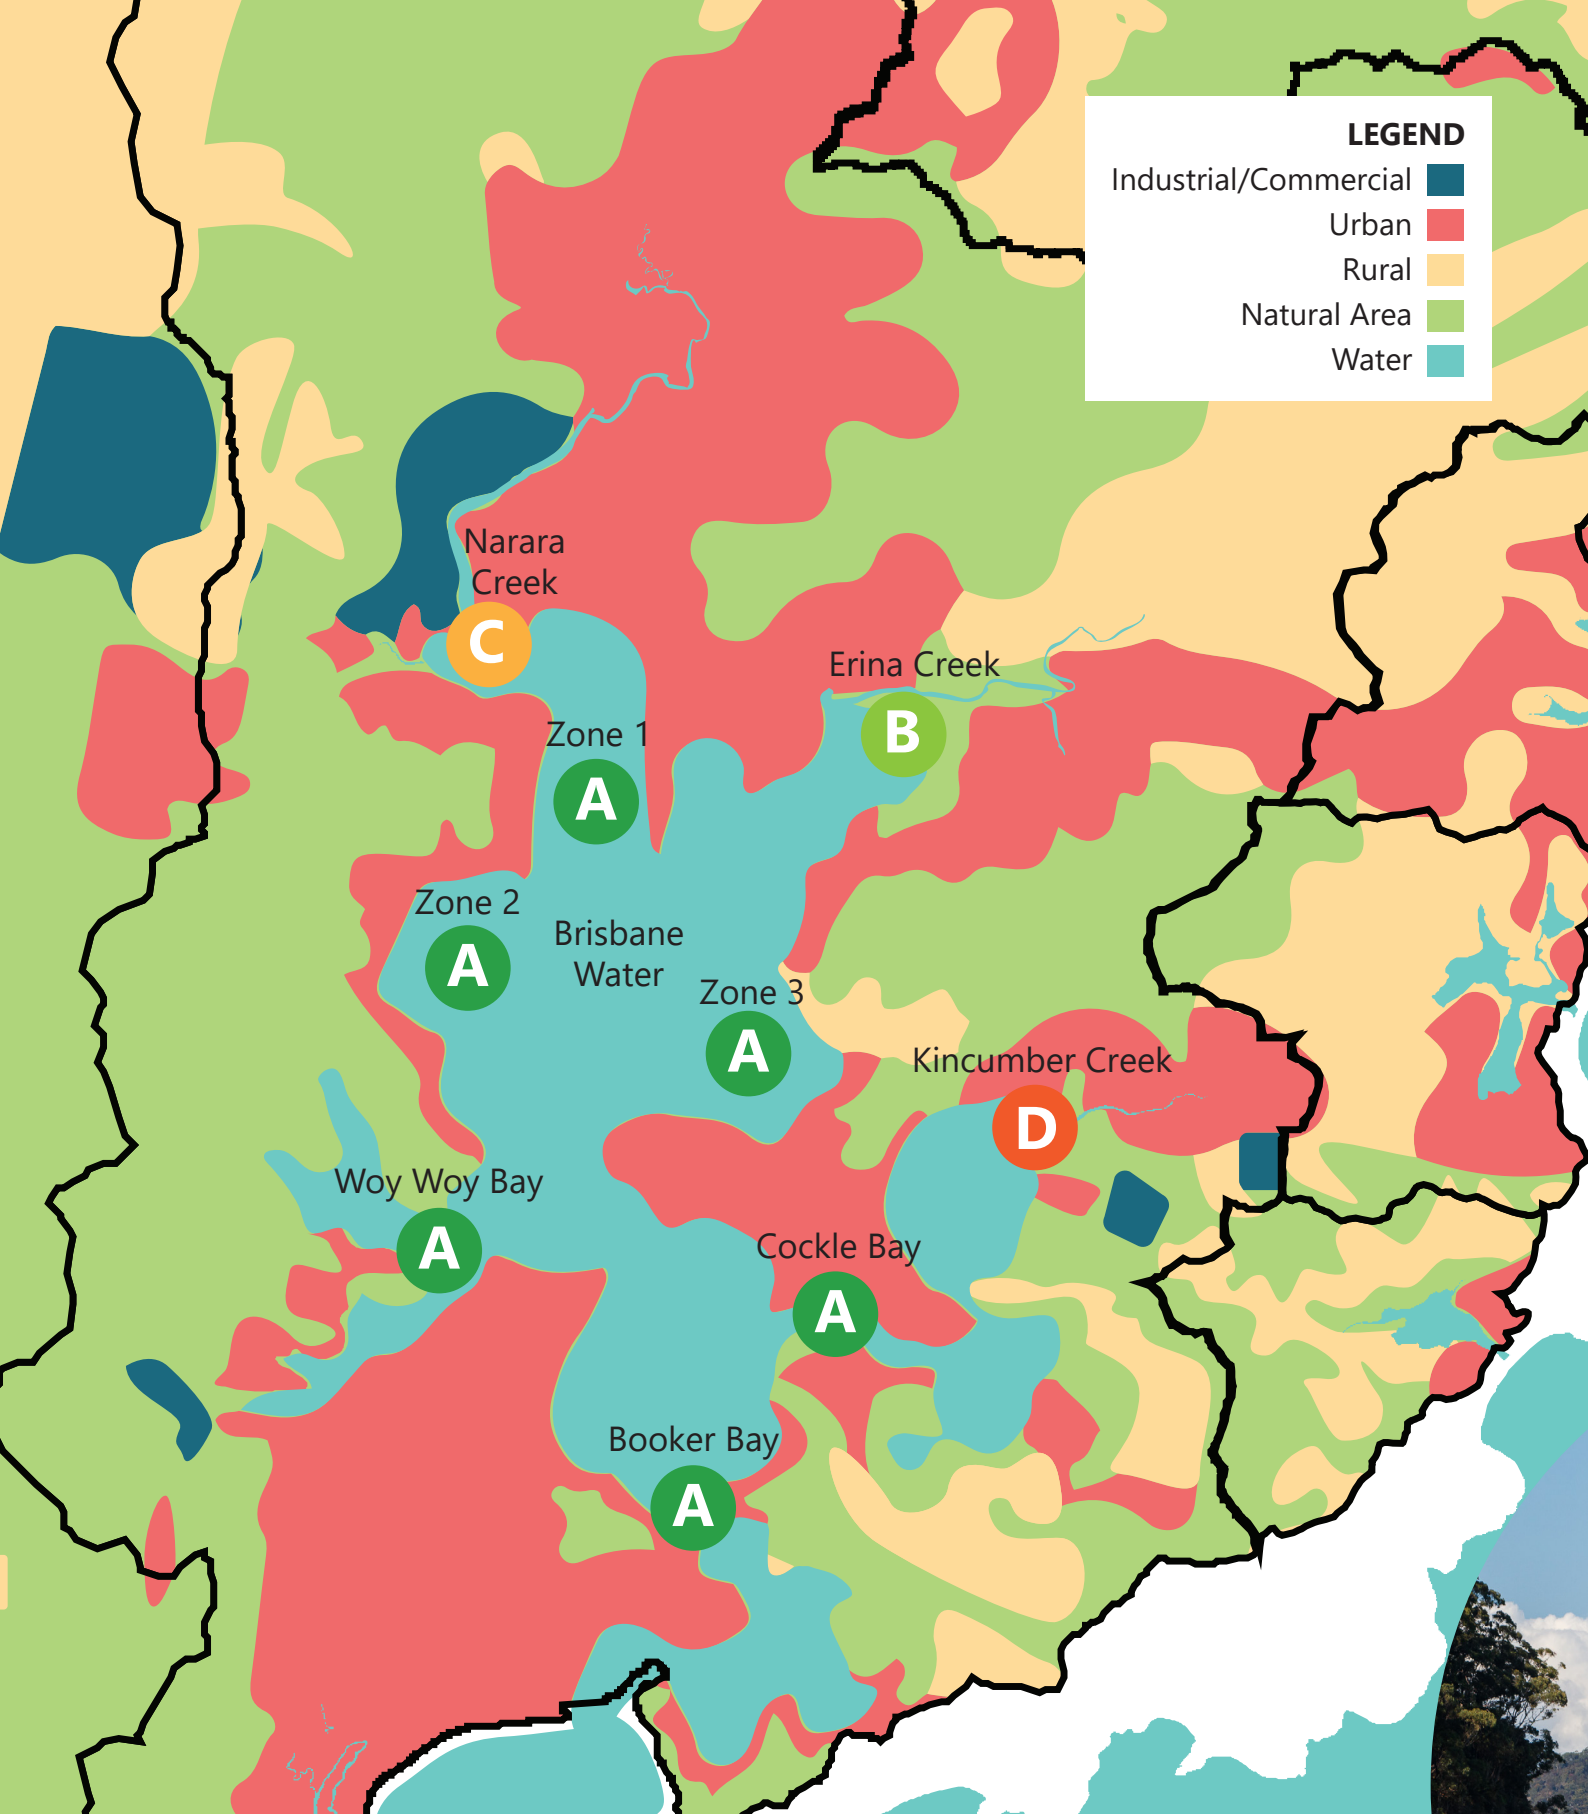 LEGEND
Industrial/Commercial
Urban
Rural
Natural Area
Water
Narara
Creek
C
Erina Creek
B
Zone 1
A
Zone 2
A
Brisbane
Water
Zone 3
A
Kincumber Creek
D
Woy Woy Bay
A
Cockle Bay
A
Booker Bay
A